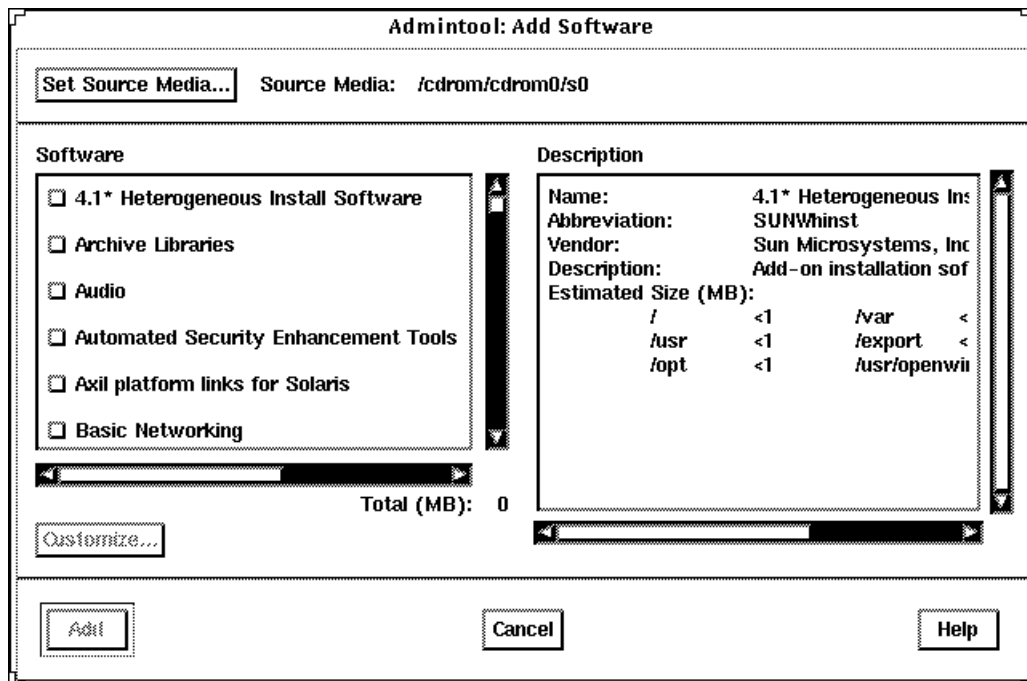 Admintool: Add Software
Set Source Media... Source Media: /cdrom/cdrom0/s0
Software
4.1* Heterogeneous Install Software
Archive Libraries
Audio
Automated Security Enhancement Tools
Axil platform links for Solaris
Basic Networking
Total (MB): 0
Customize...
Description
Name: 4.1* Heterogeneous Ins
Abbreviation: SUNWhinst
Vendor: Sun Microsystems, Inc
Description: Add-on installation sof
Estimated Size (MB):
/ <1 /var <
/usr <1 /export <
/opt <1 /usr/openwin
Add Cancel Help